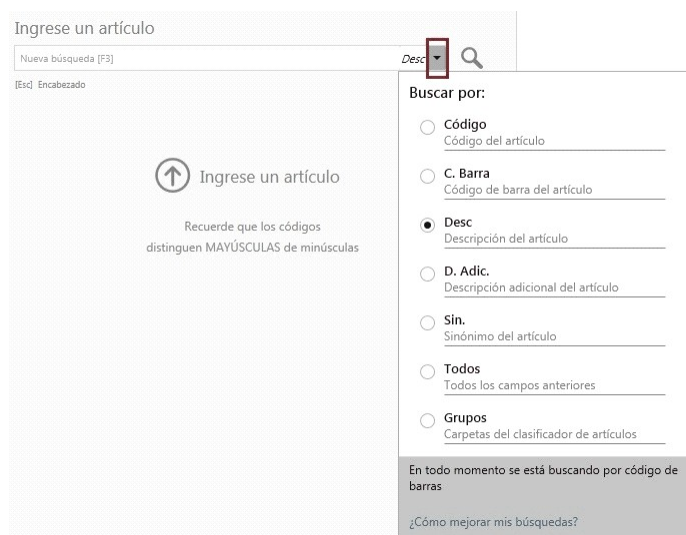 Ingrese un artículo
Nueva búsqueda [F3]
Desc
[Esc] Encabezado
Ingrese un artículo
Recuerde que los códigos
distinguen MAYÚSCULAS de minúsculas
Buscar por:
Código
Código del artículo
C. Barra
Código de barra del artículo
Desc
Descripción del artículo
D. Adic.
Descripción adicional del artículo
Sin.
Sinónimo del artículo
Todos
Todos los campos anteriores
Grupos
Carpetas del clasificador de artículos
En todo momento se está buscando por código de
barras
¿Cómo mejorar mis búsquedas?